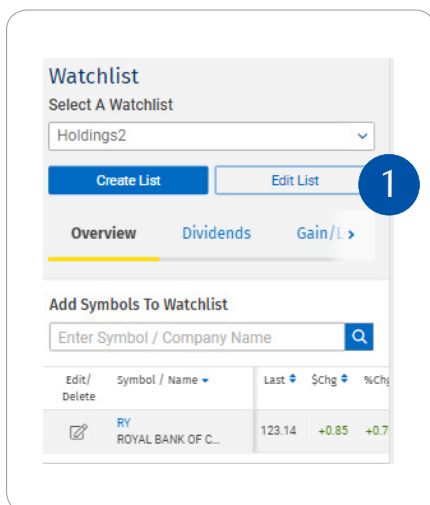 Watchlist
Select A Watchlist
Holdings2
Create List Edit List 1
Overview Dividends Gain/L
Add Symbols To Watchlist
Enter Symbol / Company Name
Edit/ Symbol / Name Last $Chg %Chg
Delete
RY 123.14 +0.85 +0.7
ROYAL BANK OF C...